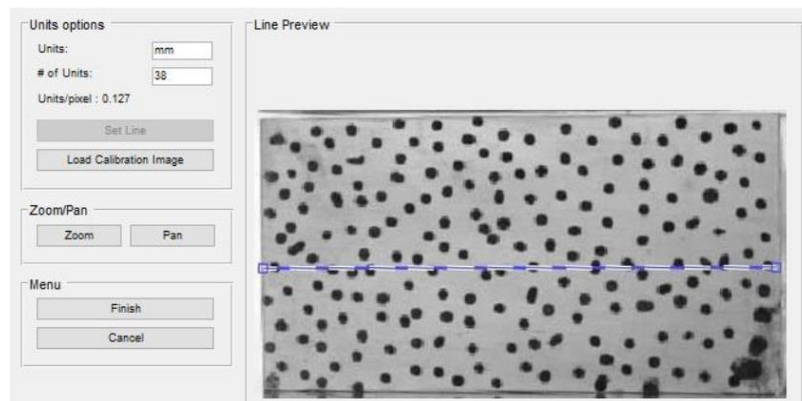 Units options
Units:
mm
# of Units:
38
Units/pixel : 0.127
Set Line
Load Calibration Image
Zoom/Pan
Zoom
Pan
Menu
Finish
Cancel
Line Preview